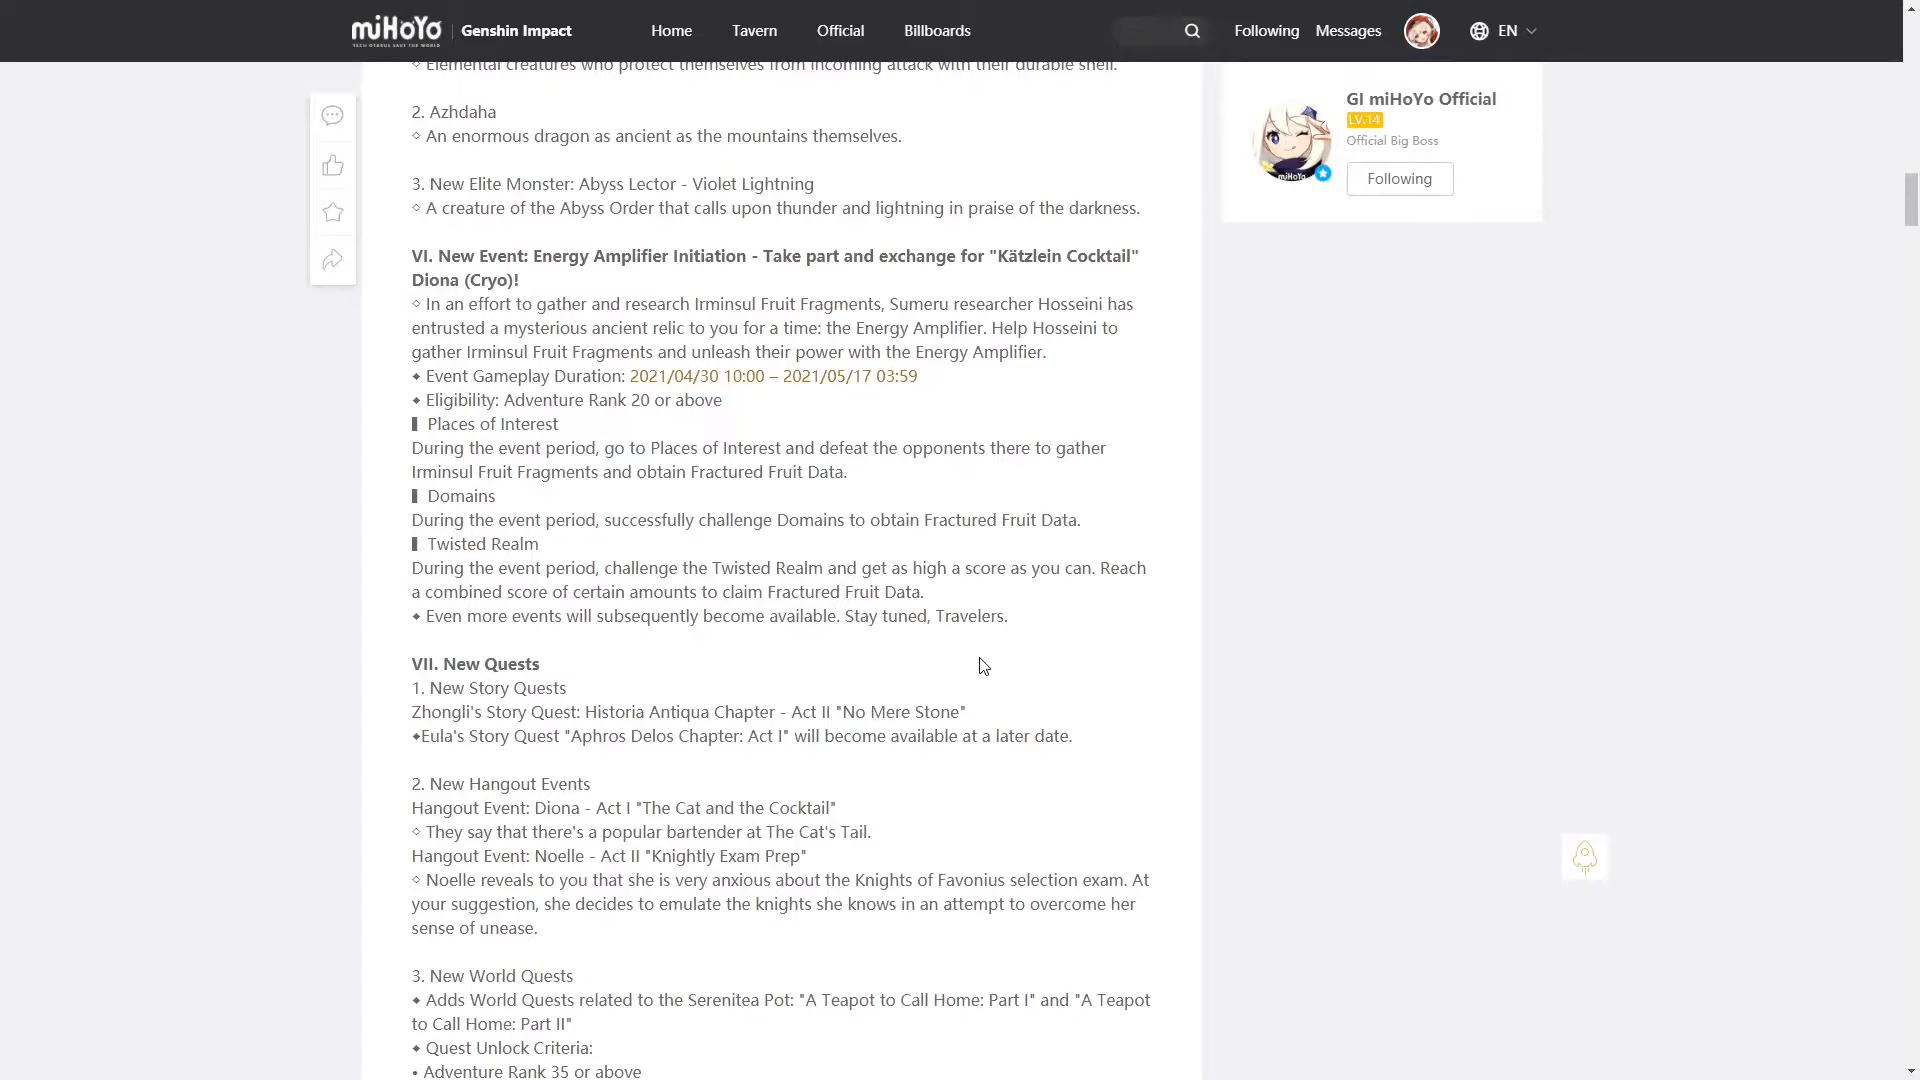 miHoYo
TECH OTAKUS SAVE THE WORLD
Genshin Impact
Home
Tavern
Official
Billboards
Following
Messages
EN
◇ Elemental creatures who protect themselves from incoming attack with their durable shell.
2. Azhdaha
◇ An enormous dragon as ancient as the mountains themselves.
3. New Elite Monster: Abyss Lector - Violet Lightning
◇ A creature of the Abyss Order that calls upon thunder and lightning in praise of the darkness.
VI. New Event: Energy Amplifier Initiation - Take part and exchange for "Kätzlein Cocktail"
Diona (Cryo)!
◇ In an effort to gather and research Irminsul Fruit Fragments, Sumeru researcher Hosseini has
entrusted a mysterious ancient relic to you for a time: the Energy Amplifier. Help Hosseini to
gather Irminsul Fruit Fragments and unleash their power with the Energy Amplifier.
◆ Event Gameplay Duration: 2021/04/30 10:00 – 2021/05/17 03:59
◆ Eligibility: Adventure Rank 20 or above
▌ Places of Interest
During the event period, go to Places of Interest and defeat the opponents there to gather
Irminsul Fruit Fragments and obtain Fractured Fruit Data.
▌ Domains
During the event period, successfully challenge Domains to obtain Fractured Fruit Data.
▌ Twisted Realm
During the event period, challenge the Twisted Realm and get as high a score as you can. Reach
a combined score of certain amounts to claim Fractured Fruit Data.
◆ Even more events will subsequently become available. Stay tuned, Travelers.
VII. New Quests
1. New Story Quests
Zhongli's Story Quest: Historia Antiqua Chapter - Act II "No Mere Stone"
◆Eula's Story Quest "Aphros Delos Chapter: Act I" will become available at a later date.
2. New Hangout Events
Hangout Event: Diona - Act I "The Cat and the Cocktail"
◇ They say that there's a popular bartender at The Cat's Tail.
Hangout Event: Noelle - Act II "Knightly Exam Prep"
◇ Noelle reveals to you that she is very anxious about the Knights of Favonius selection exam. At
your suggestion, she decides to emulate the knights she knows in an attempt to overcome her
sense of unease.
3. New World Quests
◆ Adds World Quests related to the Serenitea Pot: "A Teapot to Call Home: Part I" and "A Teapot
to Call Home: Part II"
◆ Quest Unlock Criteria:
• Adventure Rank 35 or above
GI miHoYo Official
LV.14
Official Big Boss
miHoYo
Following